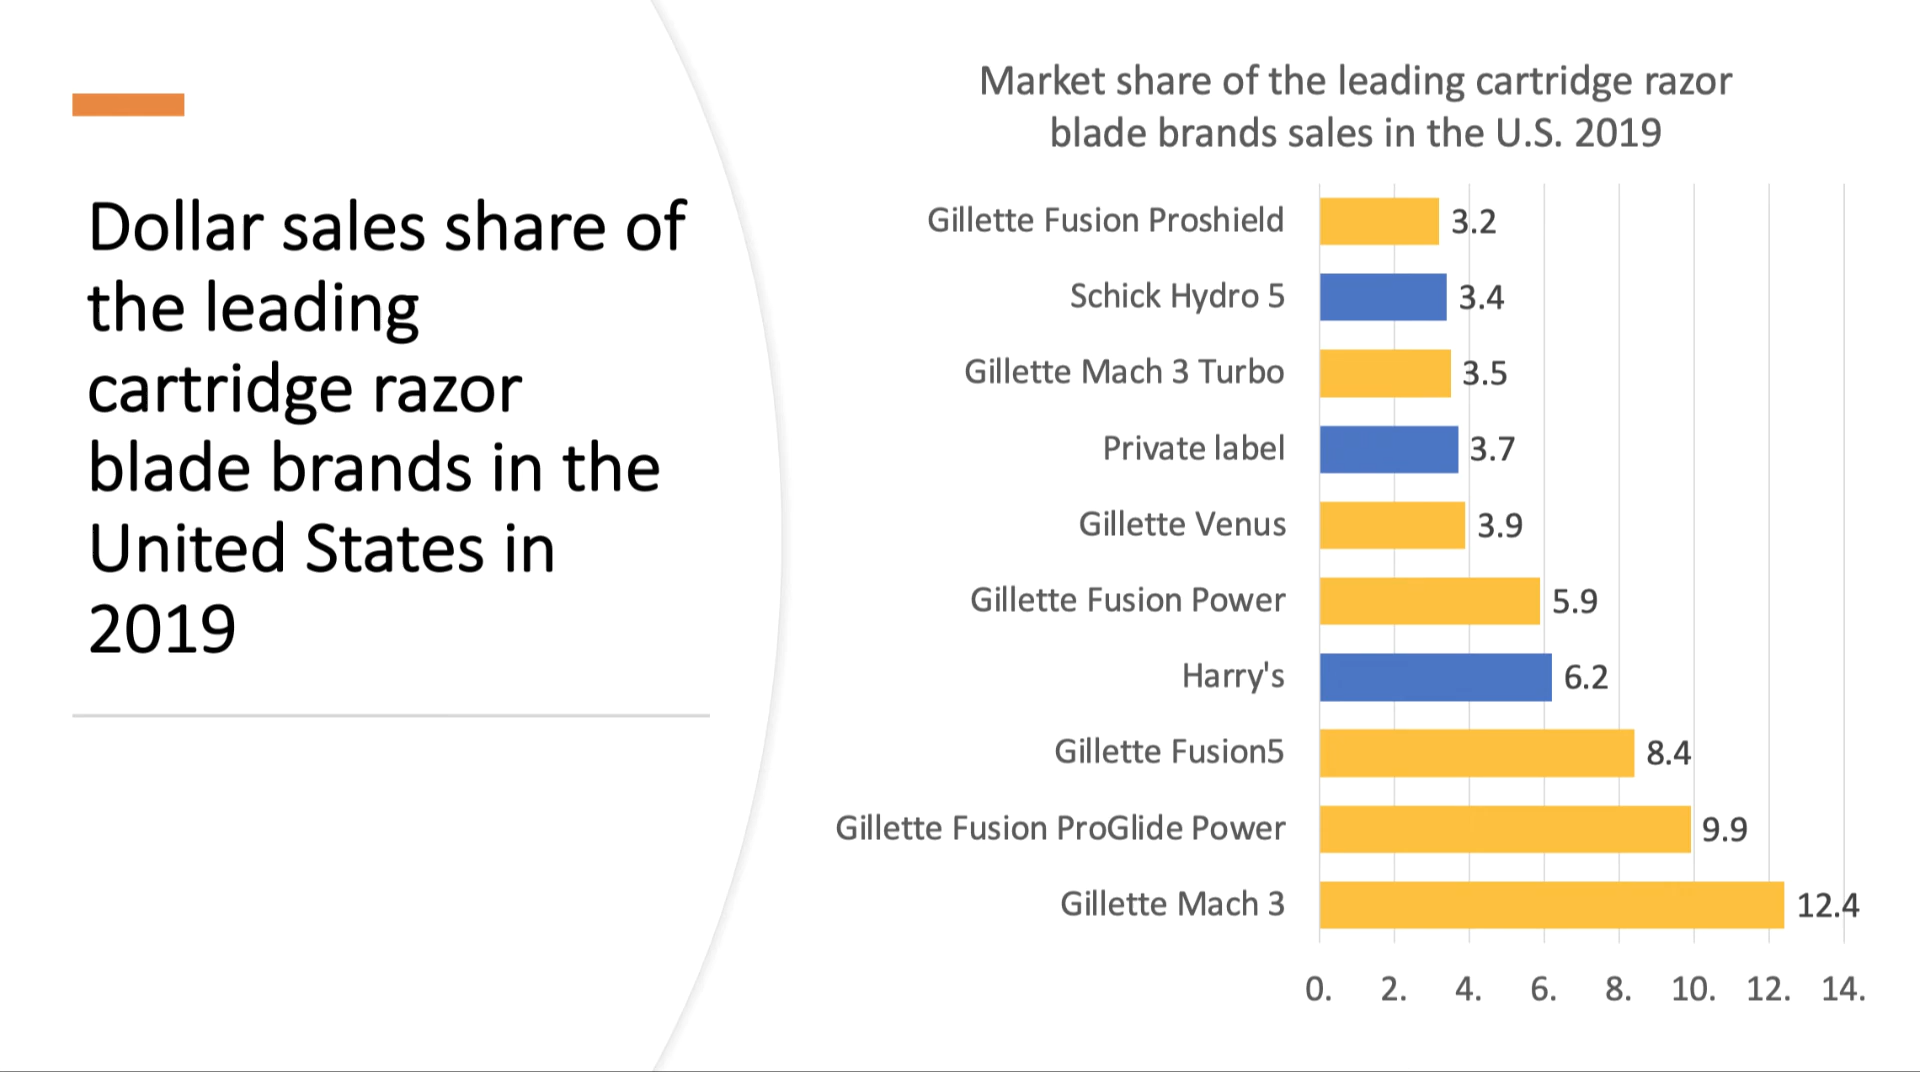 Dollar sales share of
the leading
cartridge razor
blade brands in the
United States in
2019
Market share of the leading cartridge razor
blade brands sales in the U.S. 2019
Gillette Fusion Proshield 3.2
Schick Hydro 5 3.4
Gillette Mach 3 Turbo 3.5
Private label 3.7
Gillette Venus 3.9
Gillette Fusion Power 5.9
Harry's 6.2
Gillette Fusion5 8.4
Gillette Fusion ProGlide Power 9.9
Gillette Mach 3 12.4
0. 2. 4. 6. 8. 10. 12. 14.